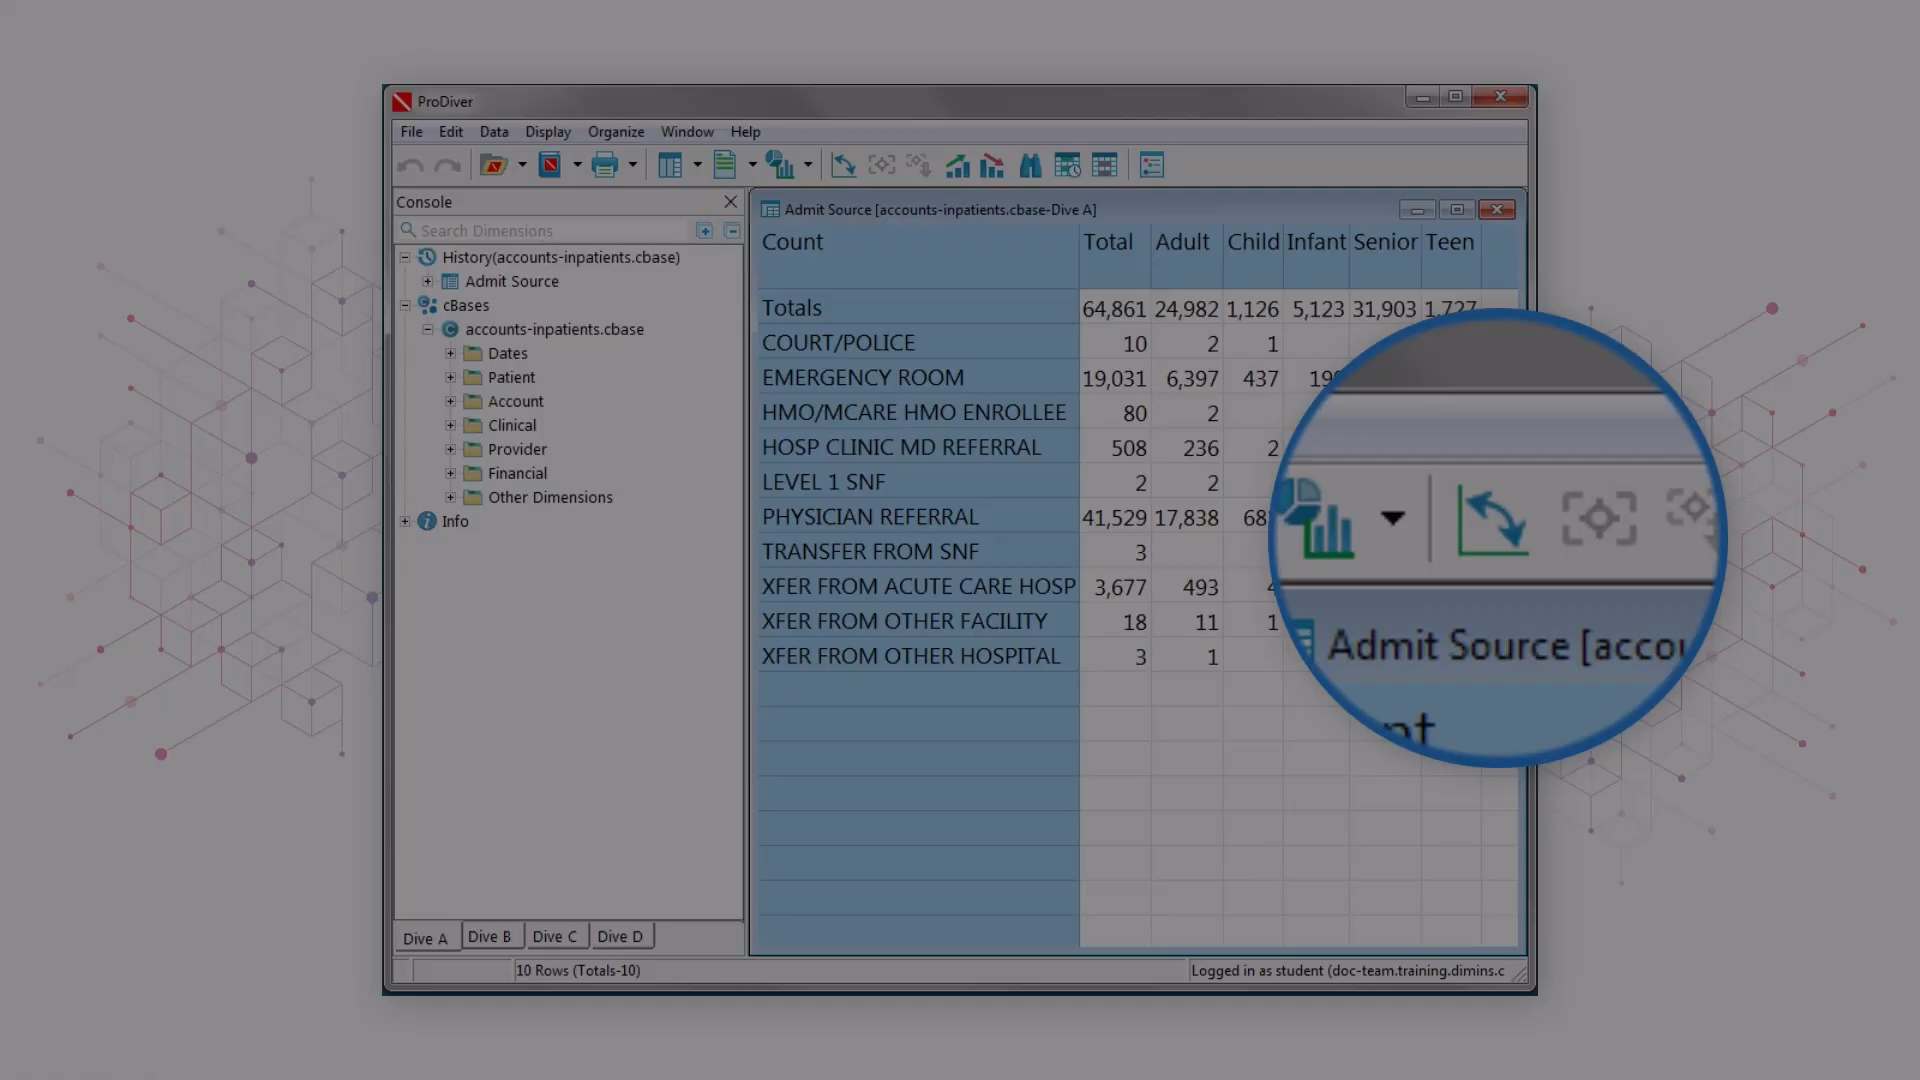 ProDiver
File Edit Data Display Organize Window Help
Console
Search Dimensions
History(accounts-inpatients.cbase)
Admit Source
cBases
accounts-inpatients.cbase
Dates
Patient
Account
Clinical
Provider
Financial
Other Dimensions
Info
Dive A Dive B Dive C Dive D
Admit Source [accounts-inpatients.cbase-Dive A]
Count Total Adult Child Infant Senior Teen
Totals 64,861 24,982 1,126 5,123 31,903 1,727
COURT/POLICE 10 2 1
EMERGENCY ROOM 19,031 6,397 437
HMO/MCARE HMO ENROLLEE 80 2
HOSP CLINIC MD REFERRAL 508 236 2
LEVEL 1 SNF 2 2
PHYSICIAN REFERRAL 41,529 17,838
TRANSFER FROM SNF 3
XFER FROM ACUTE CARE HOSP 3,677 493
XFER FROM OTHER FACILITY 18 11 1
XFER FROM OTHER HOSPITAL 3 1
Admit Source [accou
nt
10 Rows (Totals-10)
Logged in as student (doc-team.training.dimins.c